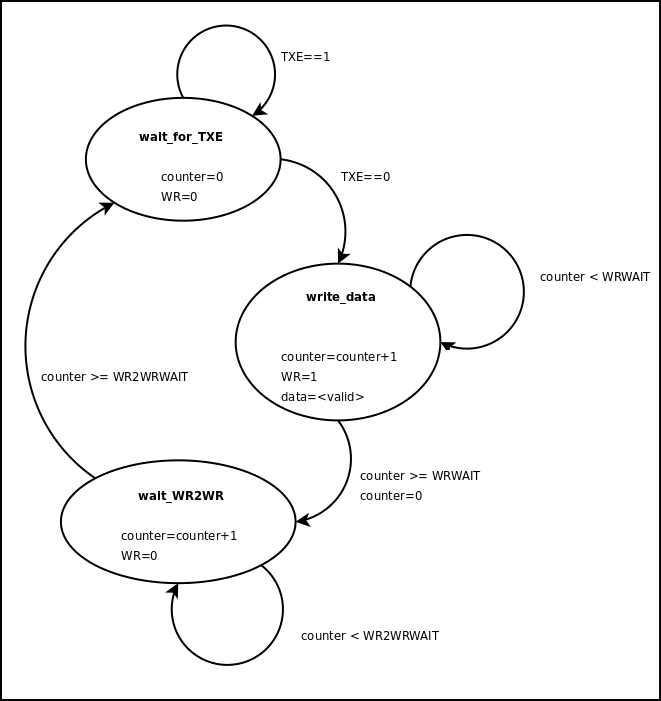 TXE==1
wait_for_TXE
counter=0
WR=0
TXE==0
write_data
counter=counter+1
WR=1
data=<valid>
counter < WRWAIT
counter >= WR2WRWAIT
counter >= WRWAIT
counter=0
wait_WR2WR
counter=counter+1
WR=0
counter < WR2WRWAIT